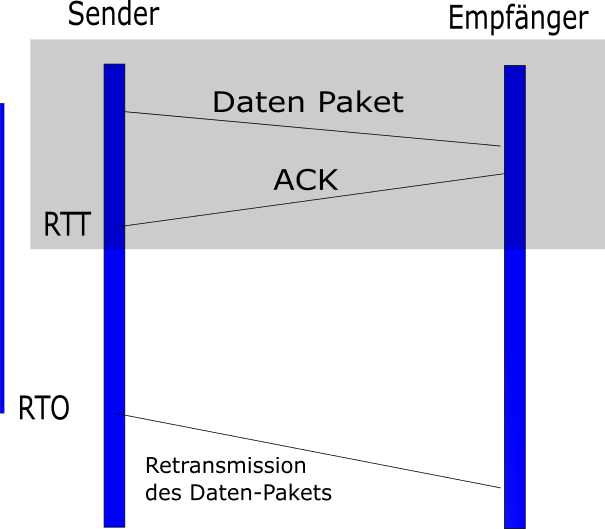 Sender
Empfänger
Daten Paket
ACK
RTT
RTO
Retransmission
des Daten-Pakets